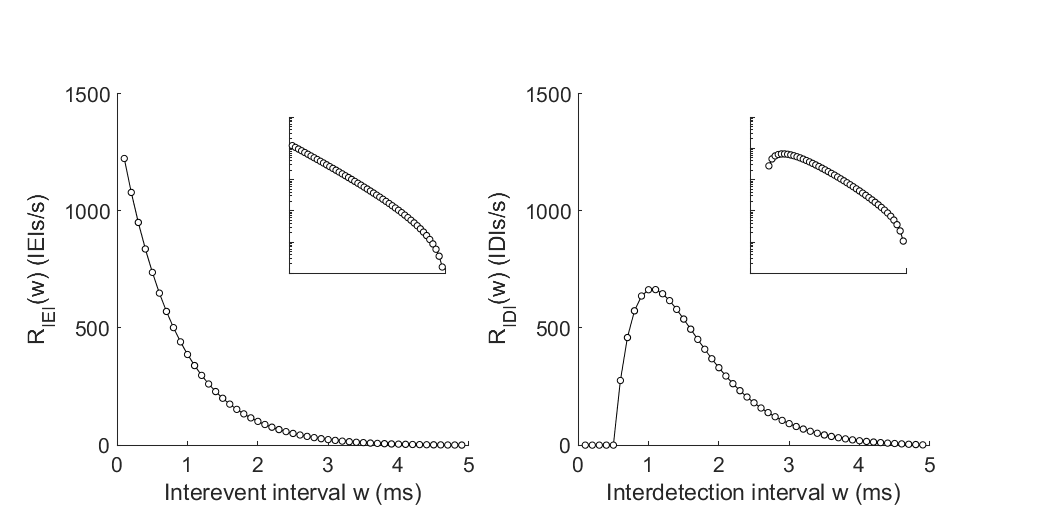 1500
1000
500
0
R_IEI(w) (IEIs/s)
0 1 2 3 4 5
Interevent interval w (ms)
1500
1000
500
0
R_IDI(w) (IDIs/s)
0 1 2 3 4 5
Interdetection interval w (ms)